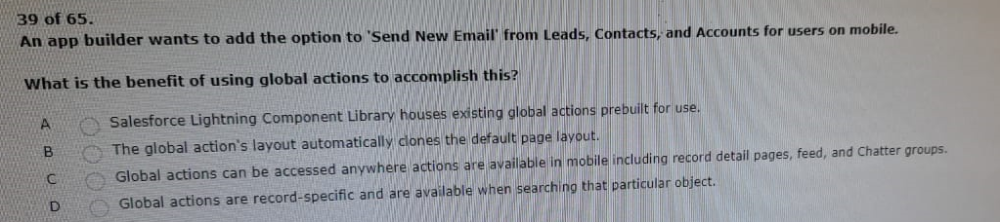 39 of 65.
An app builder wants to add the option to 'Send New Email' from Leads, Contacts, and Accounts for users on mobile.
What is the benefit of using global actions to accomplish this?
A Salesforce Lightning Component Library houses existing global actions prebuilt for use.
B The global action's layout automatically clones the default page layout.
C Global actions can be accessed anywhere actions are available in mobile including record detail pages, feed, and Chatter groups.
D Global actions are record-specific and are available when searching that particular object.